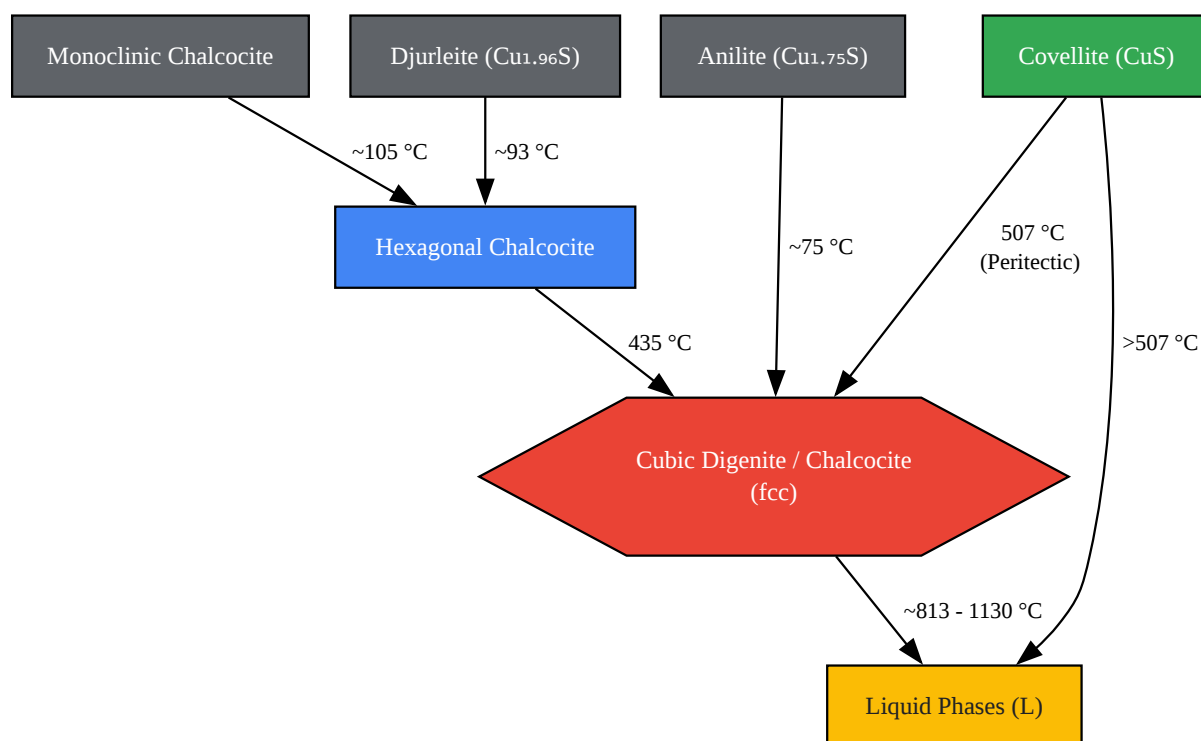 Monoclinic Chalcocite
Djurleite (Cu₁.₉₆S)
Anilite (Cu₁.₇₅S)
Covellite (CuS)
~105 °C
~93 °C
Hexagonal Chalcocite
~75 °C
507 °C
(Peritectic)
435 °C
>507 °C
Cubic Digenite / Chalcocite
(fcc)
~813 - 1130 °C
Liquid Phases (L)